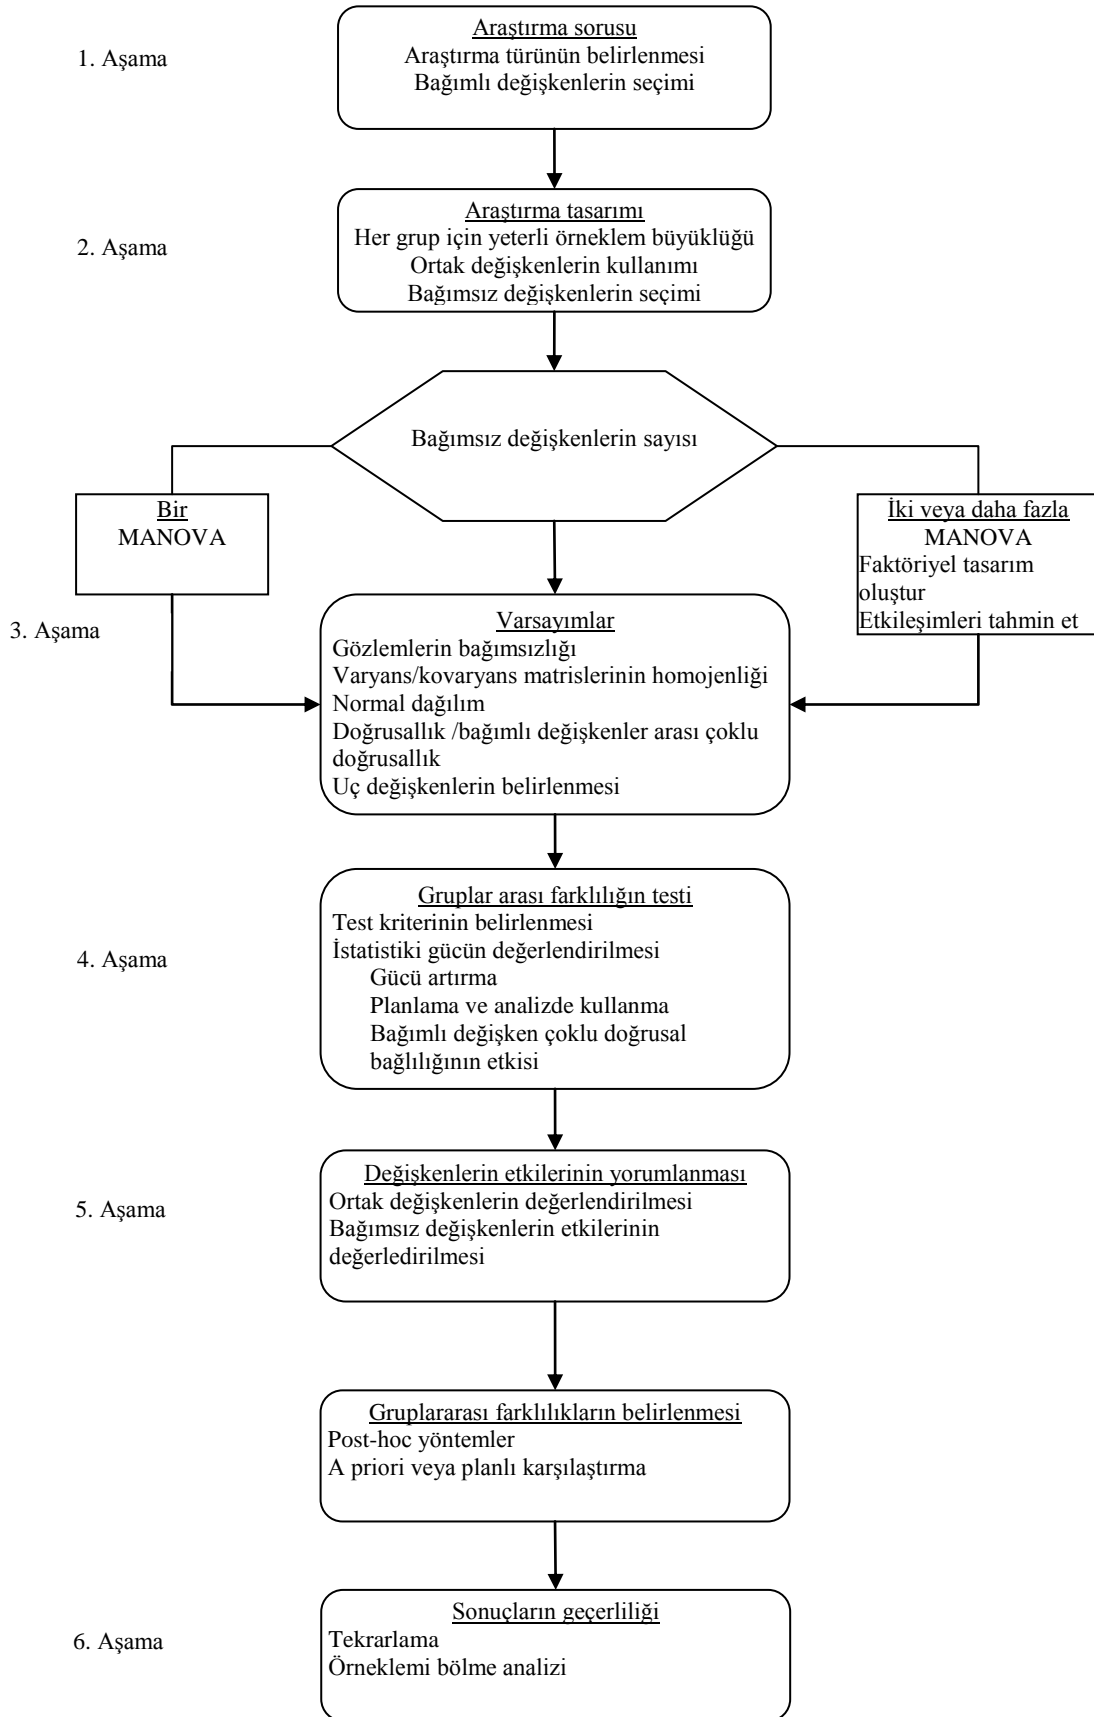 1. Aşama
Araştırma sorusu
Araştırma türünün belirlenmesi
Bağımlı değişkenlerin seçimi
2. Aşama
Araştırma tasarımı
Her grup için yeterli örneklem büyüklüğü
Ortak değişkenlerin kullanımı
Bağımsız değişkenlerin seçimi
Bağımsız değişkenlerin sayısı
Bir
MANOVA
İki veya daha fazla
MANOVA
Faktöriyel tasarım
oluştur
Etkileşimleri tahmin et
3. Aşama
Varsayımlar
Gözlemlerin bağımsızlığı
Varyans/kovaryans matrislerinin homojenliği
Normal dağılım
Doğrusallık /bağımlı değişkenler arası çoklu
doğrusallık
Uç değişkenlerin belirlenmesi
4. Aşama
Gruplar arası farklılığın testi
Test kriterinin belirlenmesi
İstatistiki gücün değerlendirilmesi
Gücü artırma
Planlama ve analizde kullanma
Bağımlı değişken çoklu doğrusal
bağlılığının etkisi
5. Aşama
Değişkenlerin etkilerinin yorumlanması
Ortak değişkenlerin değerlendirilmesi
Bağımsız değişkenlerin etkilerinin
değerledirilmesi
Gruplararası farklılıkların belirlenmesi
Post-hoc yöntemler
A priori veya planlı karşılaştırma
6. Aşama
Sonuçların geçerliliği
Tekrarlama
Örneklemi bölme analizi